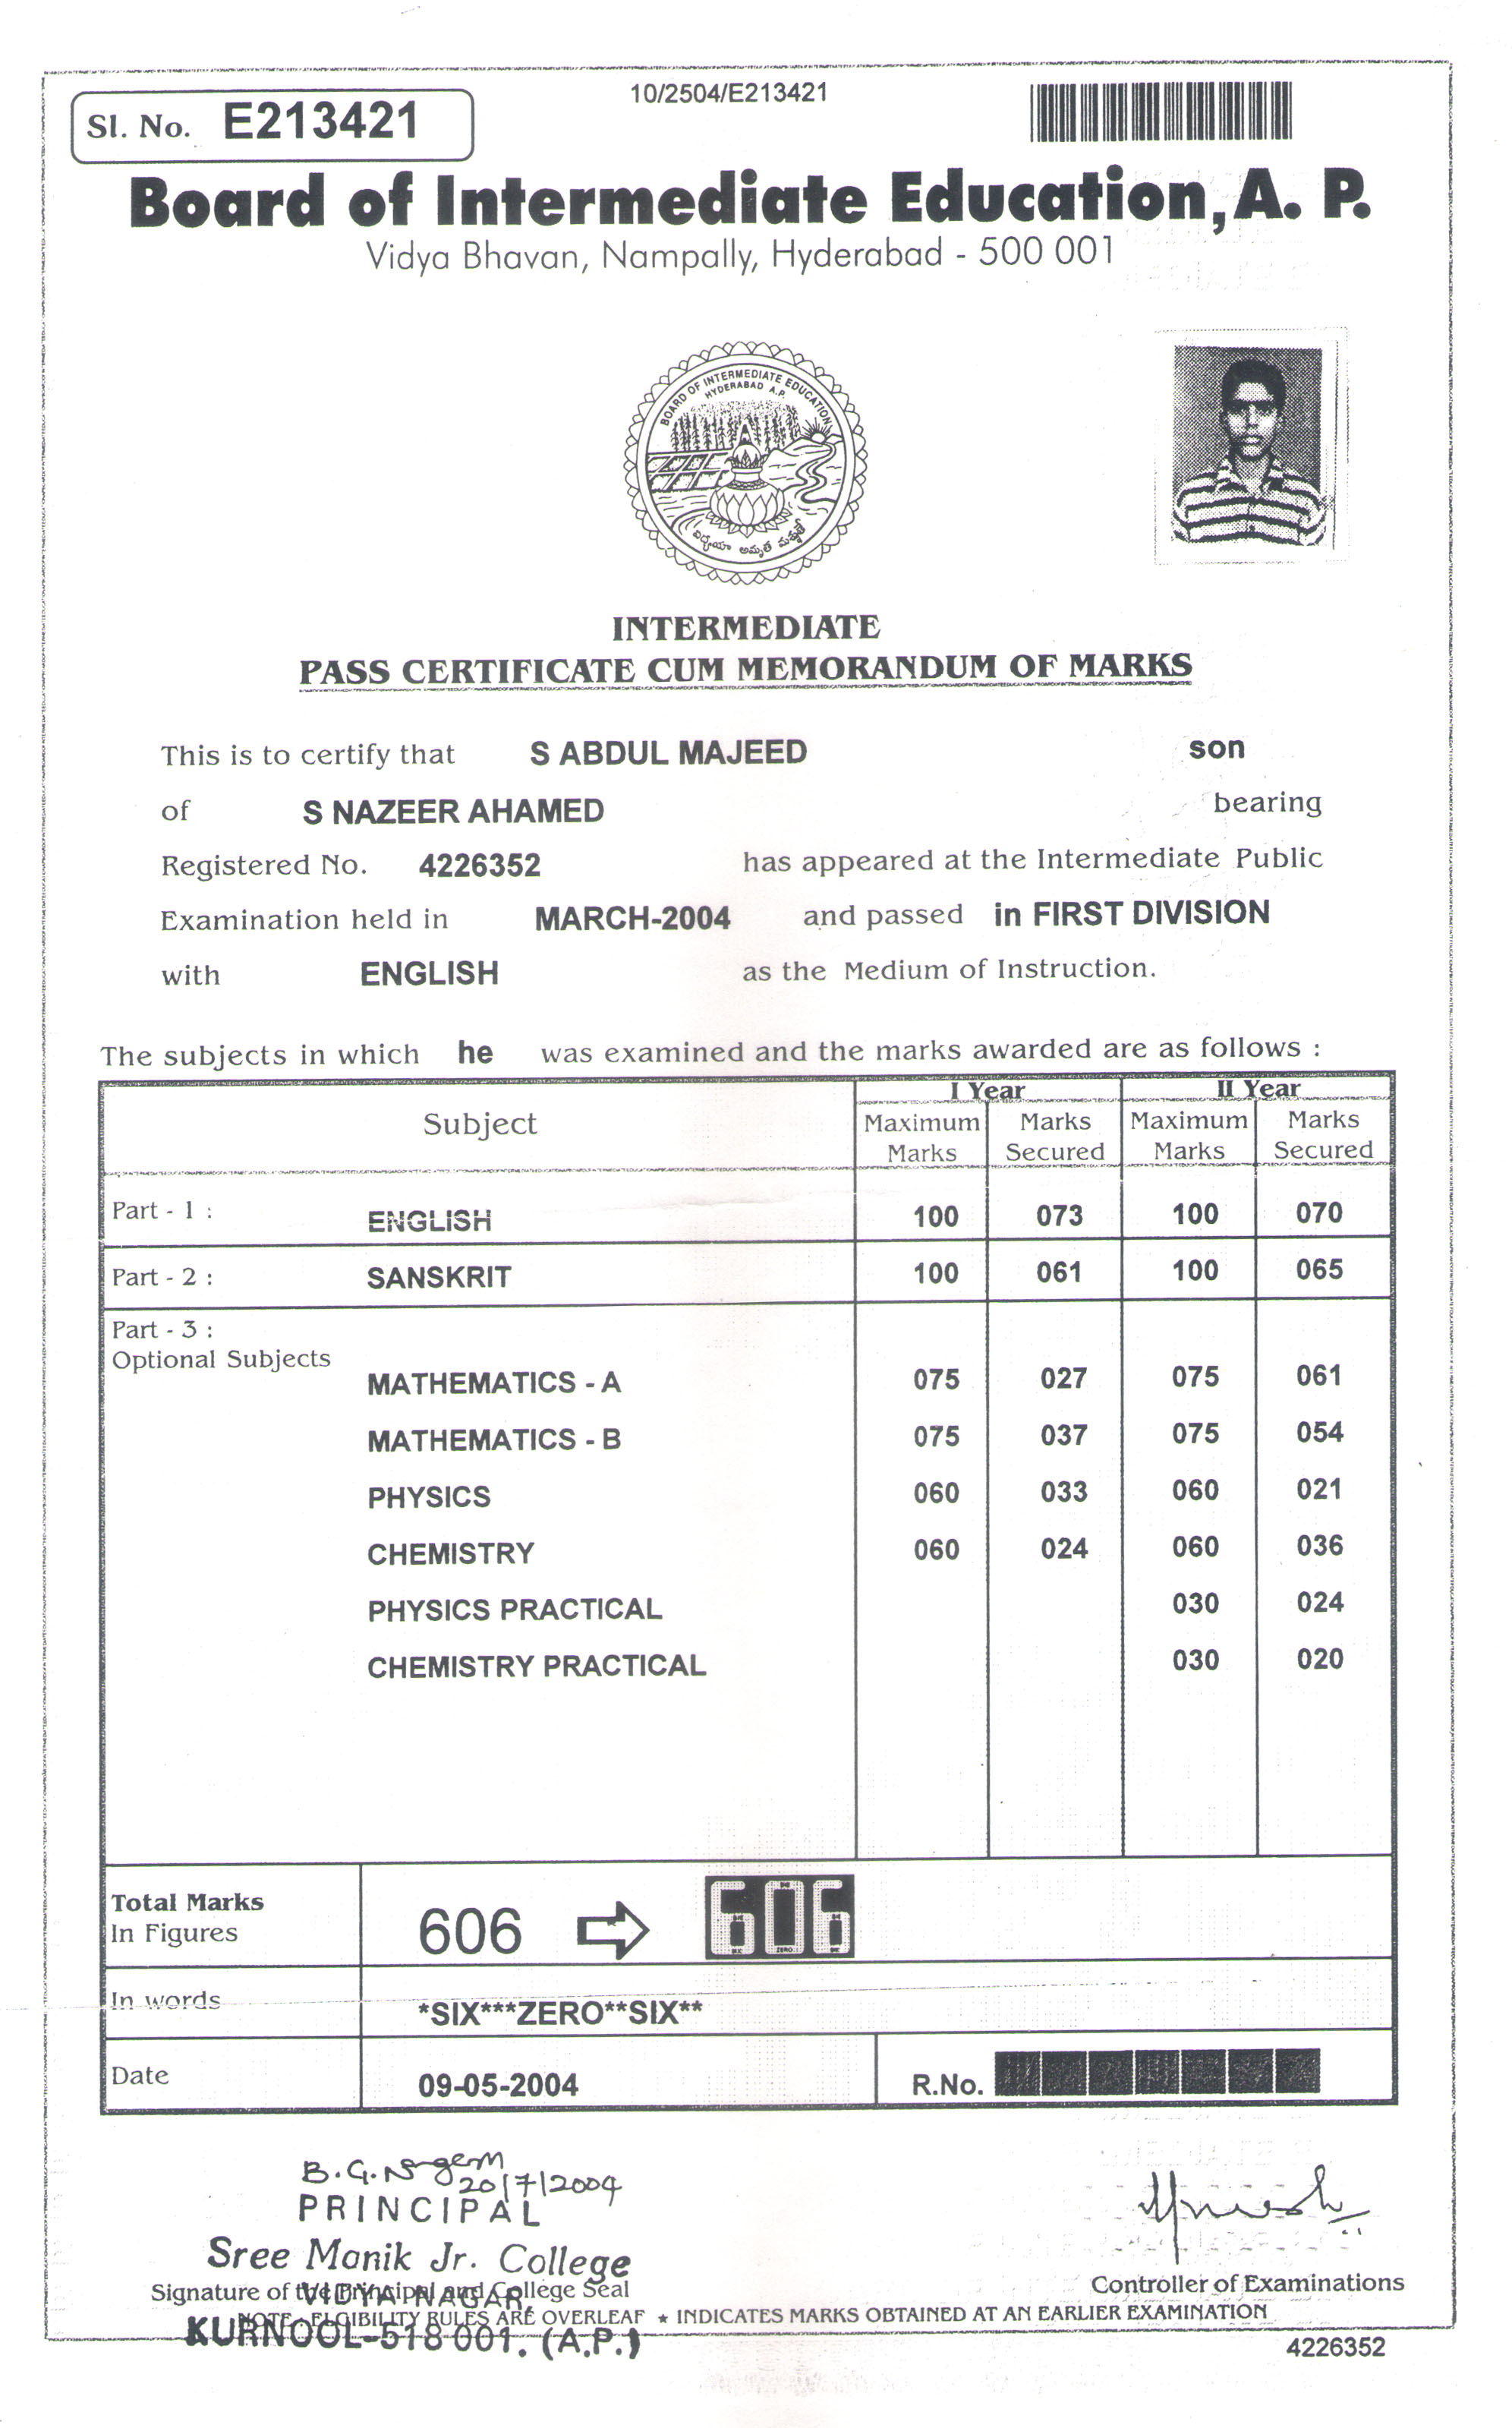 10/2504/E213421
Sl. No. E213421
Board of Intermediate Education, A. P.
Vidya Bhavan, Nampally, Hyderabad - 500 001
BOARD OF INTERMEDIATE EDUCATION
HYDERABAD A.P.
INTERMEDIATE
PASS CERTIFICATE CUM MEMORANDUM OF MARKS
This is to certify that S ABDUL MAJEED son
of S NAZEER AHAMED bearing
Registered No. 4226352 has appeared at the Intermediate Public
Examination held in MARCH-2004 and passed in FIRST DIVISION
with ENGLISH as the Medium of Instruction.
The subjects in which he was examined and the marks awarded are as follows :
Subject I Year II Year
Maximum Marks Marks Secured Maximum Marks Marks Secured
Part - 1 : ENGLISH 100 073 100 070
Part - 2 : SANSKRIT 100 061 100 065
Part - 3 :
Optional Subjects
MATHEMATICS - A 075 027 075 061
MATHEMATICS - B 075 037 075 054
PHYSICS 060 033 060 021
CHEMISTRY 060 024 060 036
PHYSICS PRACTICAL 030 024
CHEMISTRY PRACTICAL 030 020
Total Marks
In Figures 606 606
In words *SIX***ZERO**SIX**
Date 09-05-2004 R.No.
B.G.
20/7/2004
PRINCIPAL
Sree Manik Jr. College
Signature of the Principal and College Seal
VIDYA NAGAR,
Controller of Examinations
NOTE : ELGIBILITY RULES ARE OVERLEAF * INDICATES MARKS OBTAINED AT AN EARLIER EXAMINATION
KURNOOL-518 001. (A.P.)
4226352